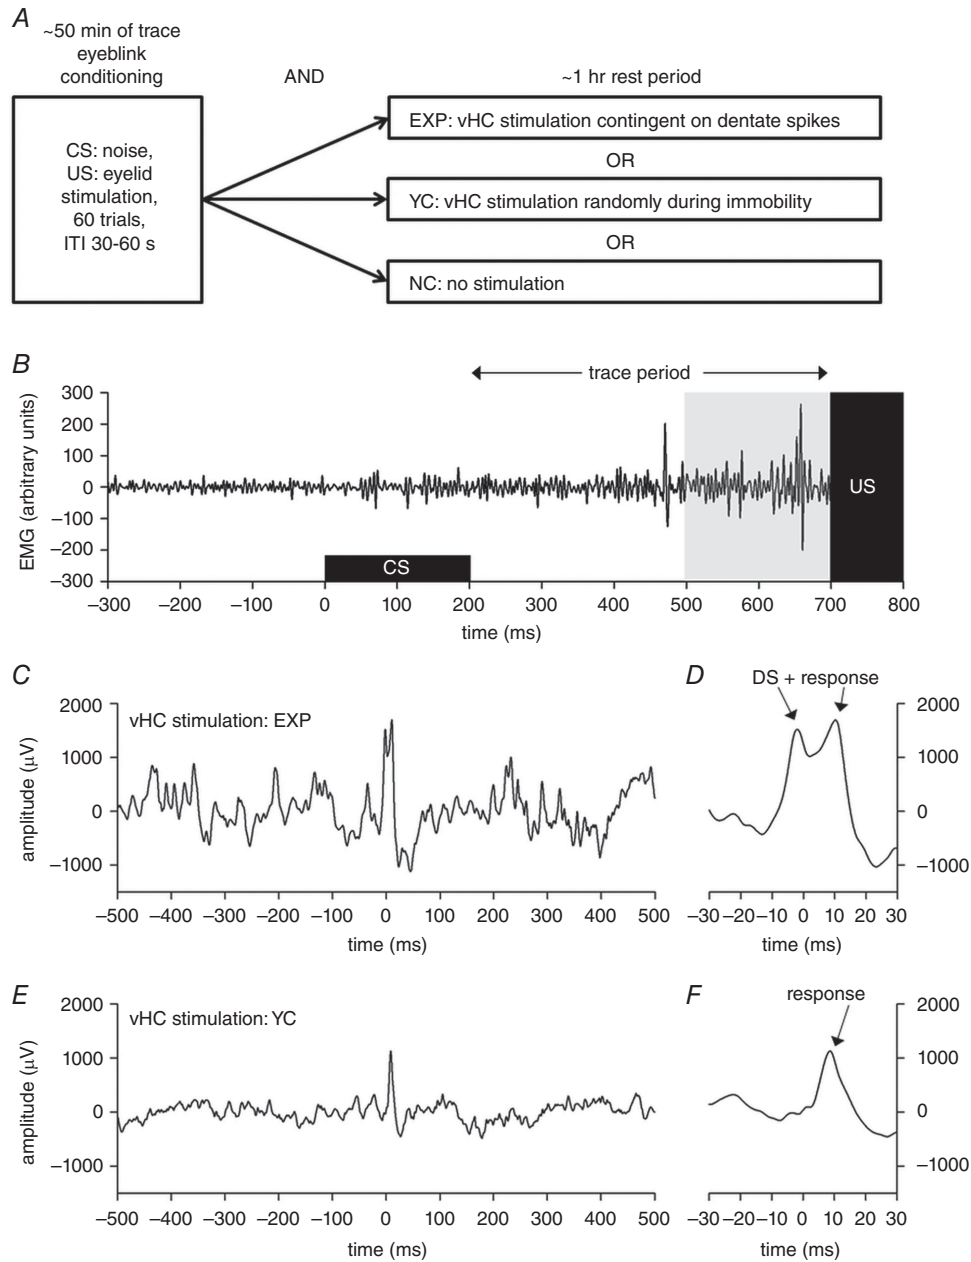 A
~50 min of trace
eyeblink
conditioning
AND
~1 hr rest period
CS: noise,
US: eyelid
stimulation,
60 trials,
ITI 30-60 s
EXP: vHC stimulation contingent on dentate spikes
OR
YC: vHC stimulation randomly during immobility
OR
NC: no stimulation
B
trace period
300
200
100
0
−100
−200
−300
EMG (arbitrary units)
CS
US
−300 −200 −100 0 100 200 300 400 500 600 700 800
time (ms)
C
vHC stimulation: EXP
2000
1000
0
−1000
amplitude (μV)
−500 −400 −300 −200 −100 0 100 200 300 400 500
time (ms)
D
DS + response
2000
1000
0
−1000
−30 −20 −10 0 10 20 30
time (ms)
E
vHC stimulation: YC
2000
1000
0
−1000
amplitude (μV)
−500 −400 −300 −200 −100 0 100 200 300 400 500
time (ms)
F
response
2000
1000
0
−1000
−30 −20 −10 0 10 20 30
time (ms)